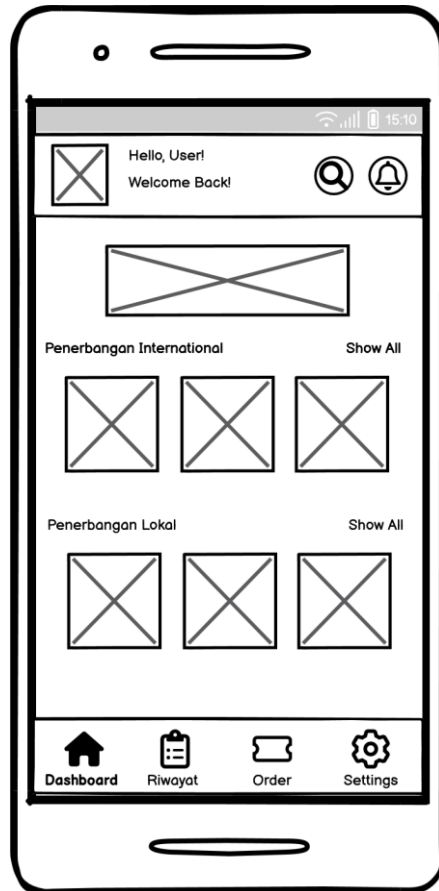 15:10
Hello, User!
Welcome Back!
Penerbangan International Show All
Penerbangan Lokal Show All
Dashboard Riwayat Order Settings